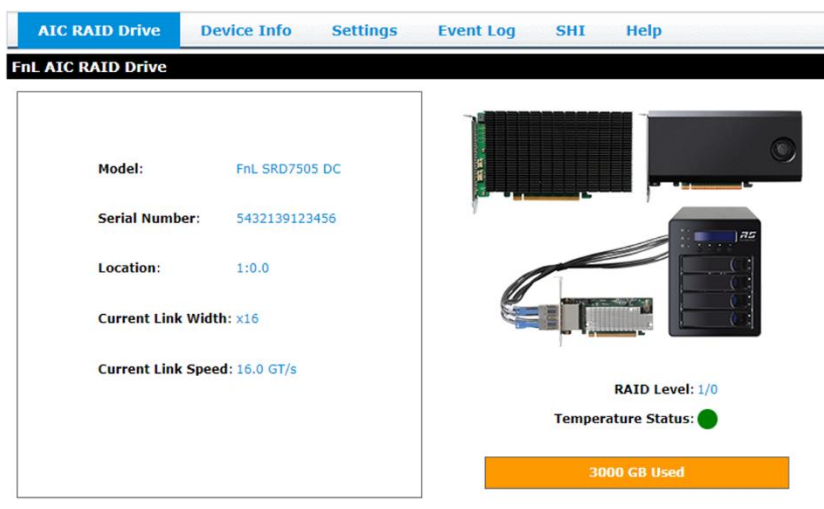 AIC RAID Drive Device Info Settings Event Log SHI Help
FnL AIC RAID Drive
Model: FnL SRD7505 DC
Serial Number: 5432139123456
Location: 1:0.0
Current Link Width: x16
Current Link Speed: 16.0 GT/s
RS
RAID Level: 1/0
Temperature Status:
3000 GB Used